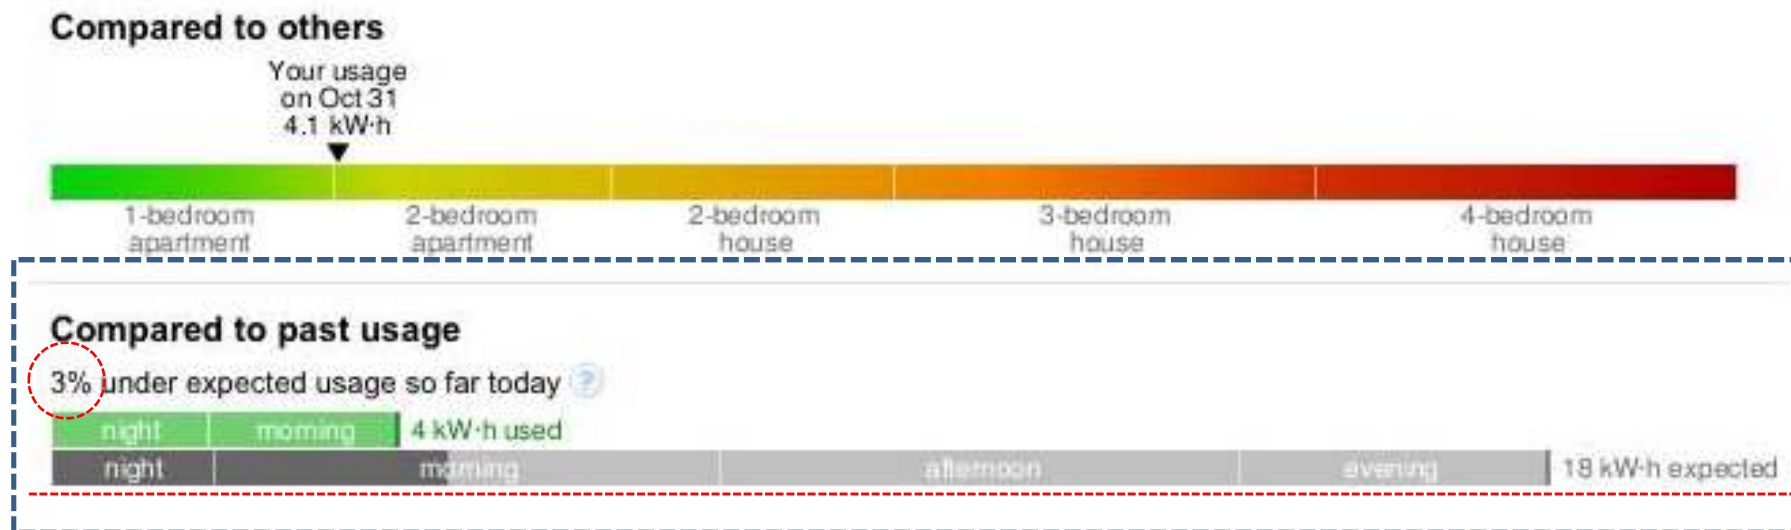 Compared to others
Your usage
on Oct 31
4.1 kW·h
1-bedroom apartment
2-bedroom apartment
2-bedroom house
3-bedroom house
4-bedroom house
Compared to past usage
3% under expected usage so far today ?
night morning 4 kW·h used
night morning afternoon evening 18 kW·h expected